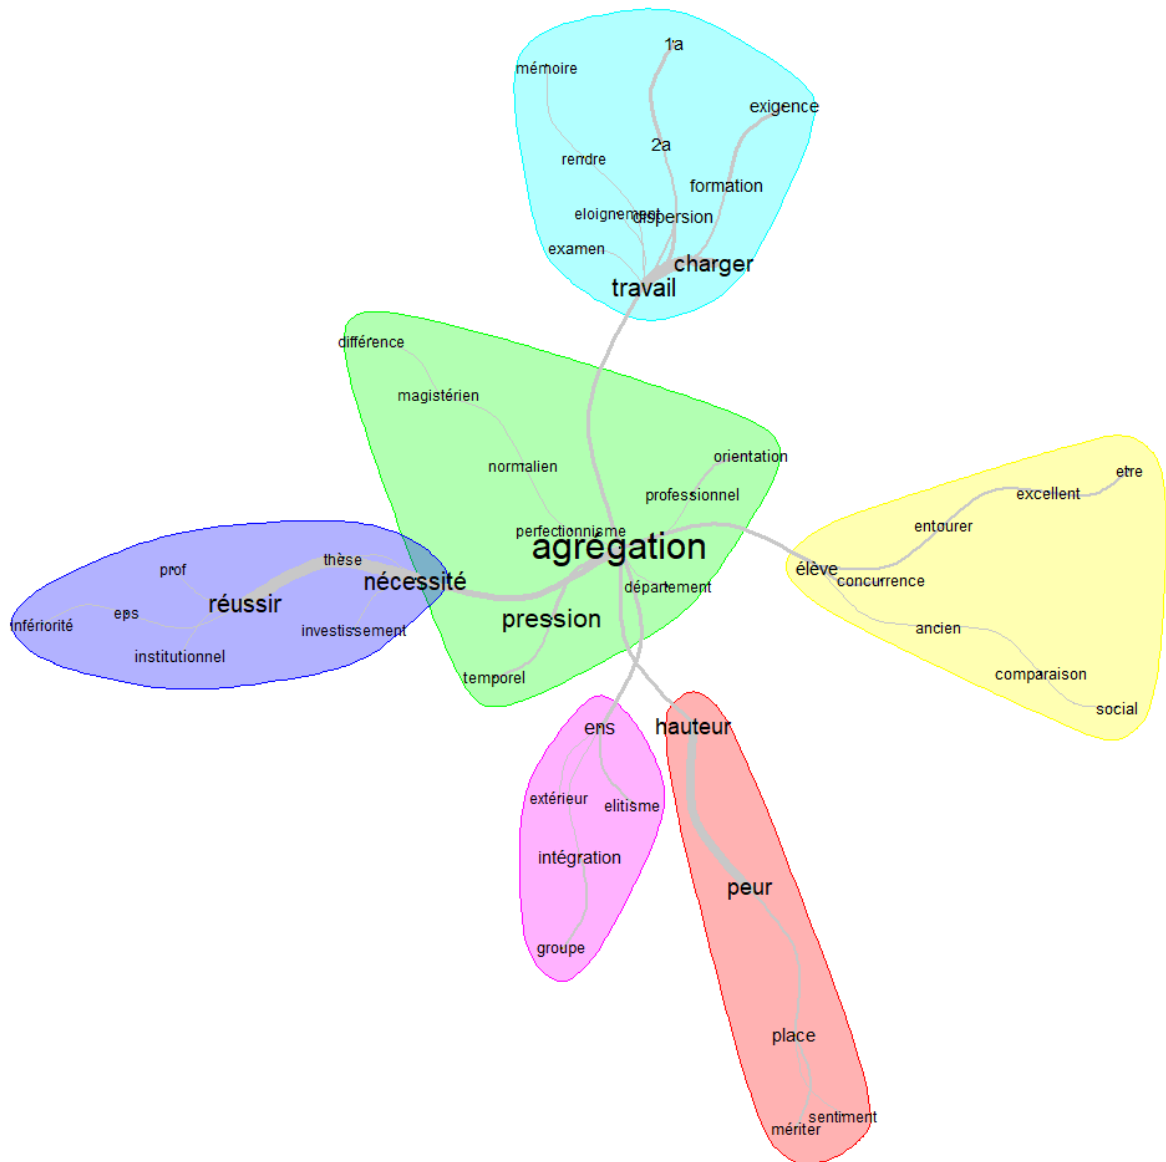 1a
mémoire
exigence
2a
rendre
formation
eloignement
dispersion
examen
charger
travail
différence
magistérien
orientation
normalien
professionnel
perfectionnisme
agrégation
département
pression
temporel
etre
excellent
entourer
élève
concurrence
ancien
comparaison
social
thèse
prof
nécessité
réussir
eps
infériorité
investissement
institutionnel
ens
extérieur
elitisme
intégration
groupe
hauteur
peur
place
sentiment
mériter